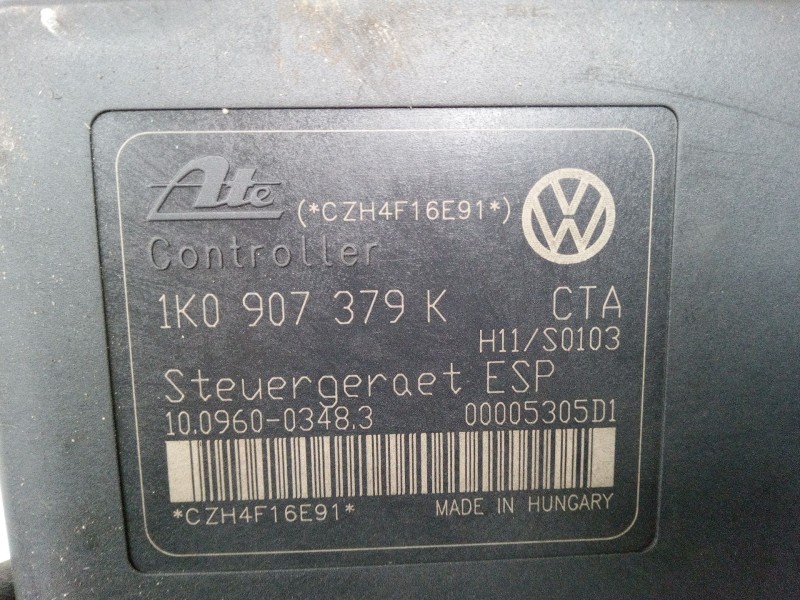 Ate (*CZH4F16E91*)
Controller
1K0 907 379 K CTA
H11/S0103
Steuergeraet ESP
10.0960-0348.3 00005305D1
*CZH4F16E91* MADE IN HUNGARY